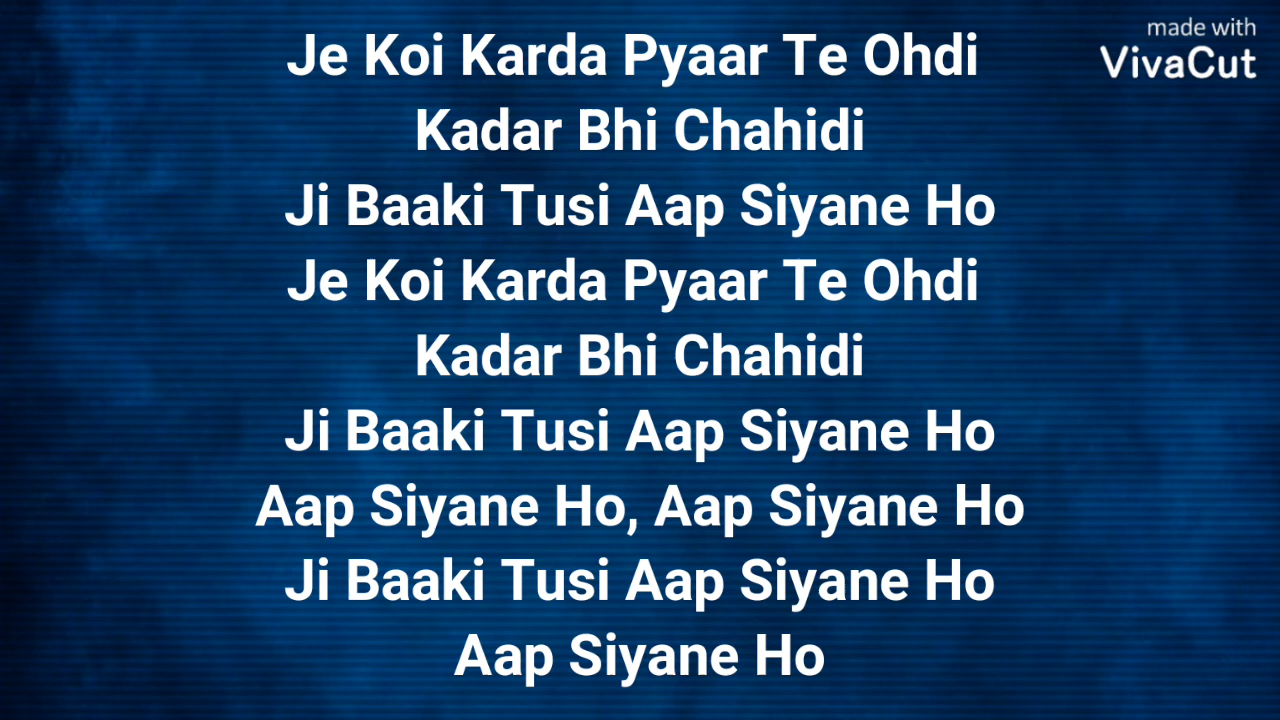 made with
VivaCut
Je Koi Karda Pyaar Te Ohdi
Kadar Bhi Chahidi
Ji Baaki Tusi Aap Siyane Ho
Je Koi Karda Pyaar Te Ohdi
Kadar Bhi Chahidi
Ji Baaki Tusi Aap Siyane Ho
Aap Siyane Ho, Aap Siyane Ho
Ji Baaki Tusi Aap Siyane Ho
Aap Siyane Ho